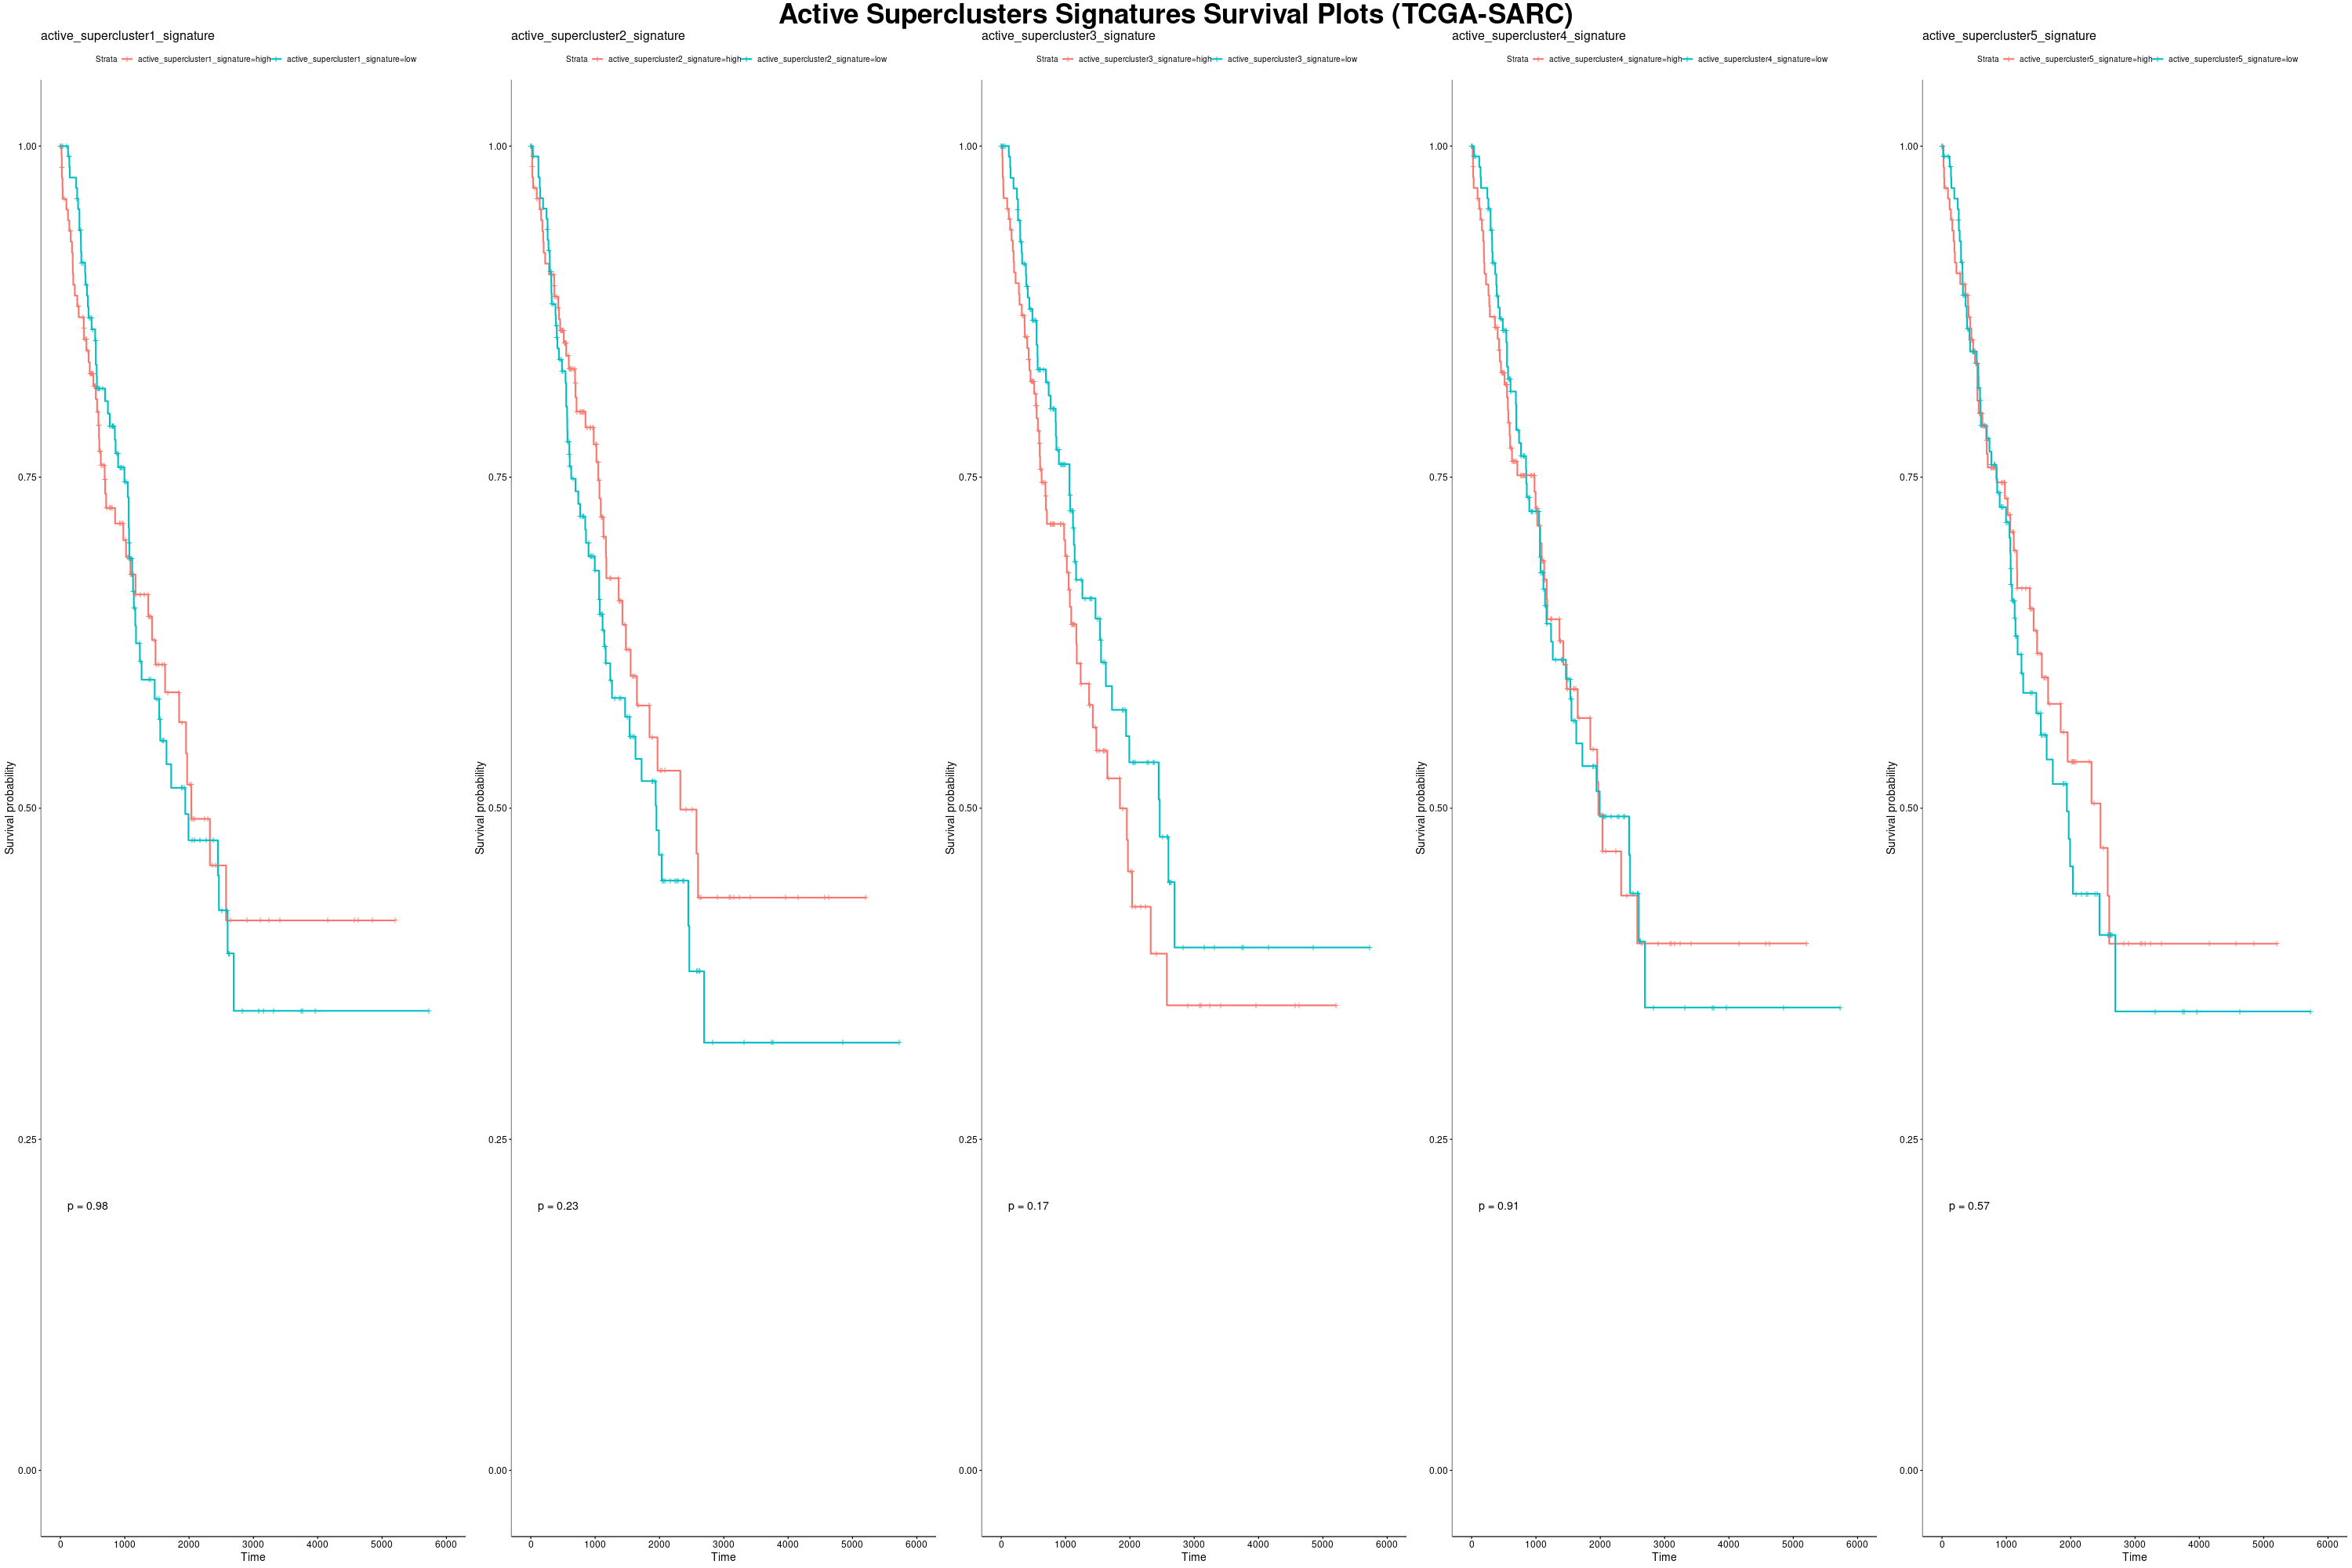 Active Superclusters Signatures Survival Plots (TCGA-SARC)
active_supercluster1_signature
Strata active_supercluster1_signature=high active_supercluster1_signature=low
1.00
0.75
0.50
0.25
0.00
Survival probability
p = 0.98
0 1000 2000 3000 4000 5000 6000
Time
active_supercluster2_signature
Strata active_supercluster2_signature=high active_supercluster2_signature=low
1.00
0.75
0.50
0.25
0.00
Survival probability
p = 0.23
0 1000 2000 3000 4000 5000 6000
Time
active_supercluster3_signature
Strata active_supercluster3_signature=high active_supercluster3_signature=low
1.00
0.75
0.50
0.25
0.00
Survival probability
p = 0.17
0 1000 2000 3000 4000 5000 6000
Time
active_supercluster4_signature
Strata active_supercluster4_signature=high active_supercluster4_signature=low
1.00
0.75
0.50
0.25
0.00
Survival probability
p = 0.91
0 1000 2000 3000 4000 5000 6000
Time
active_supercluster5_signature
Strata active_supercluster5_signature=high active_supercluster5_signature=low
1.00
0.75
0.50
0.25
0.00
Survival probability
p = 0.57
0 1000 2000 3000 4000 5000 6000
Time